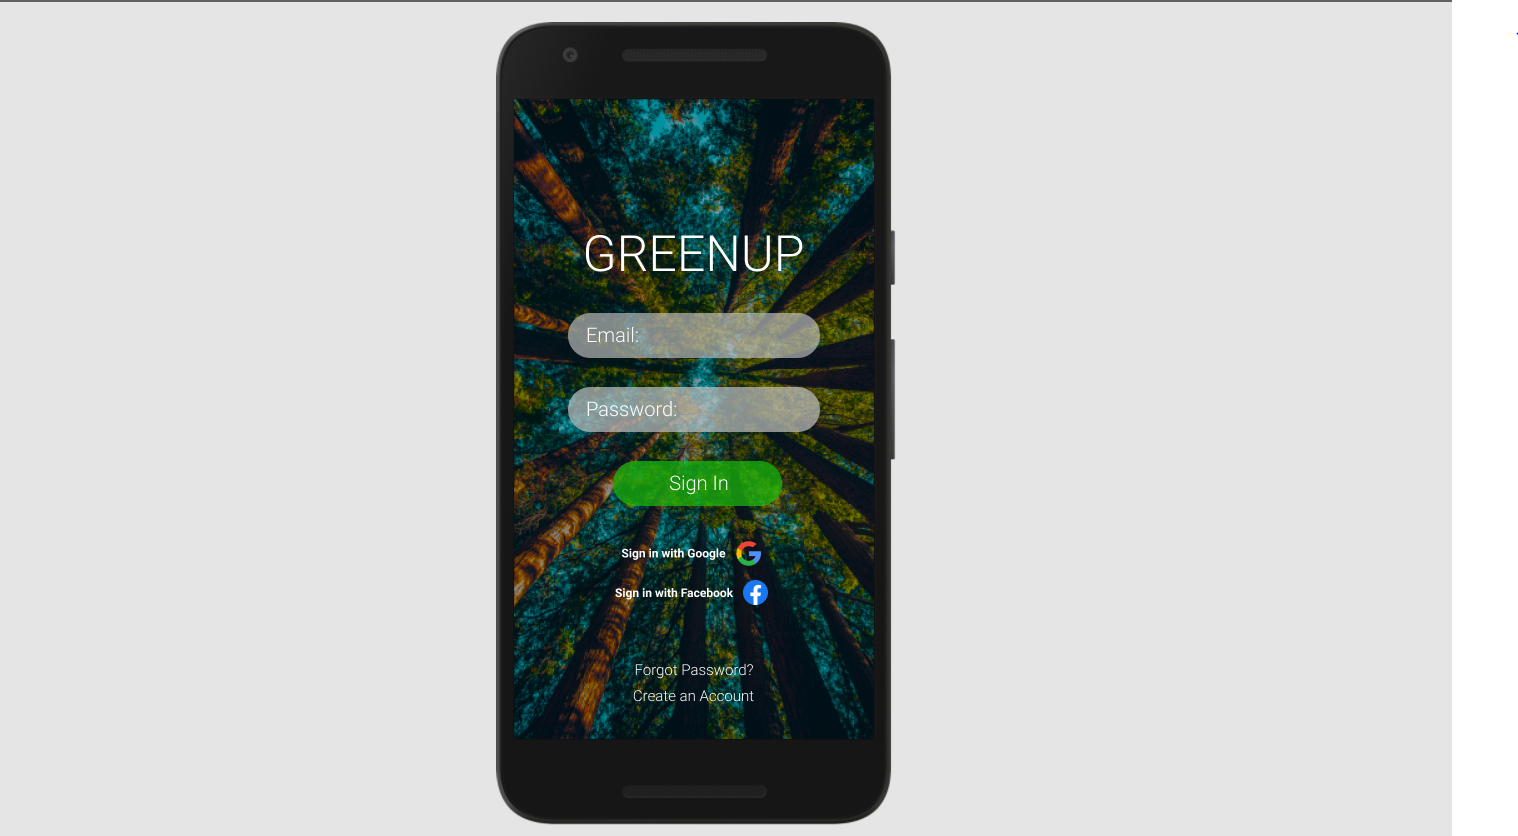 GREENUP
Email:
Password:
Sign In
Sign in with Google
Sign in with Facebook
Forgot Password?
Create an Account